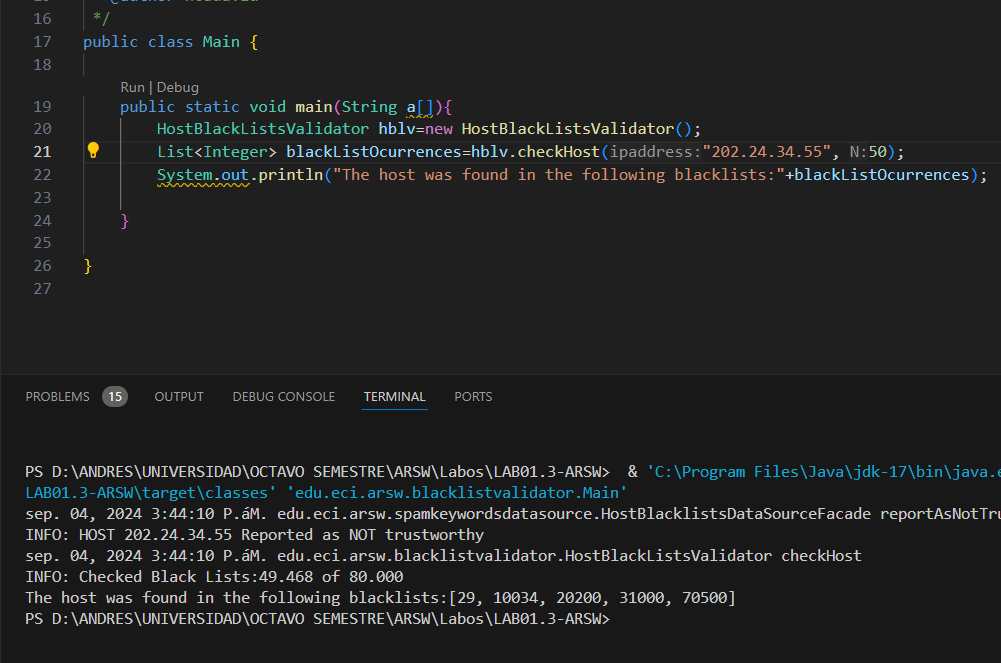 16 */
17 public class Main {
18
Run | Debug
19 public static void main(String a[]){
20 HostBlackListsValidator hblv=new HostBlackListsValidator();
21 List<Integer> blackListOcurrences=hblv.checkHost(ipaddress:"202.24.34.55", N:50);
22 System.out.println("The host was found in the following blacklists:"+blackListOcurrences);
23
24 }
25
26 }
27
PROBLEMS 15 OUTPUT DEBUG CONSOLE TERMINAL PORTS
PS D:\ANDRES\UNIVERSIDAD\OCTAVO SEMESTRE\ARSW\Labos\LAB01.3-ARSW> & 'C:\Program Files\Java\jdk-17\bin\java.e
LAB01.3-ARSW\target\classes' 'edu.eci.arsw.blacklistvalidator.Main'
sep. 04, 2024 3:44:10 P.áM. edu.eci.arsw.spamkeywordsdatasource.HostBlacklistsDataSourceFacade reportAsNotTru
INFO: HOST 202.24.34.55 Reported as NOT trustworthy
sep. 04, 2024 3:44:10 P.áM. edu.eci.arsw.blacklistvalidator.HostBlackListsValidator checkHost
INFO: Checked Black Lists:49.468 of 80.000
The host was found in the following blacklists:[29, 10034, 20200, 31000, 70500]
PS D:\ANDRES\UNIVERSIDAD\OCTAVO SEMESTRE\ARSW\Labos\LAB01.3-ARSW>